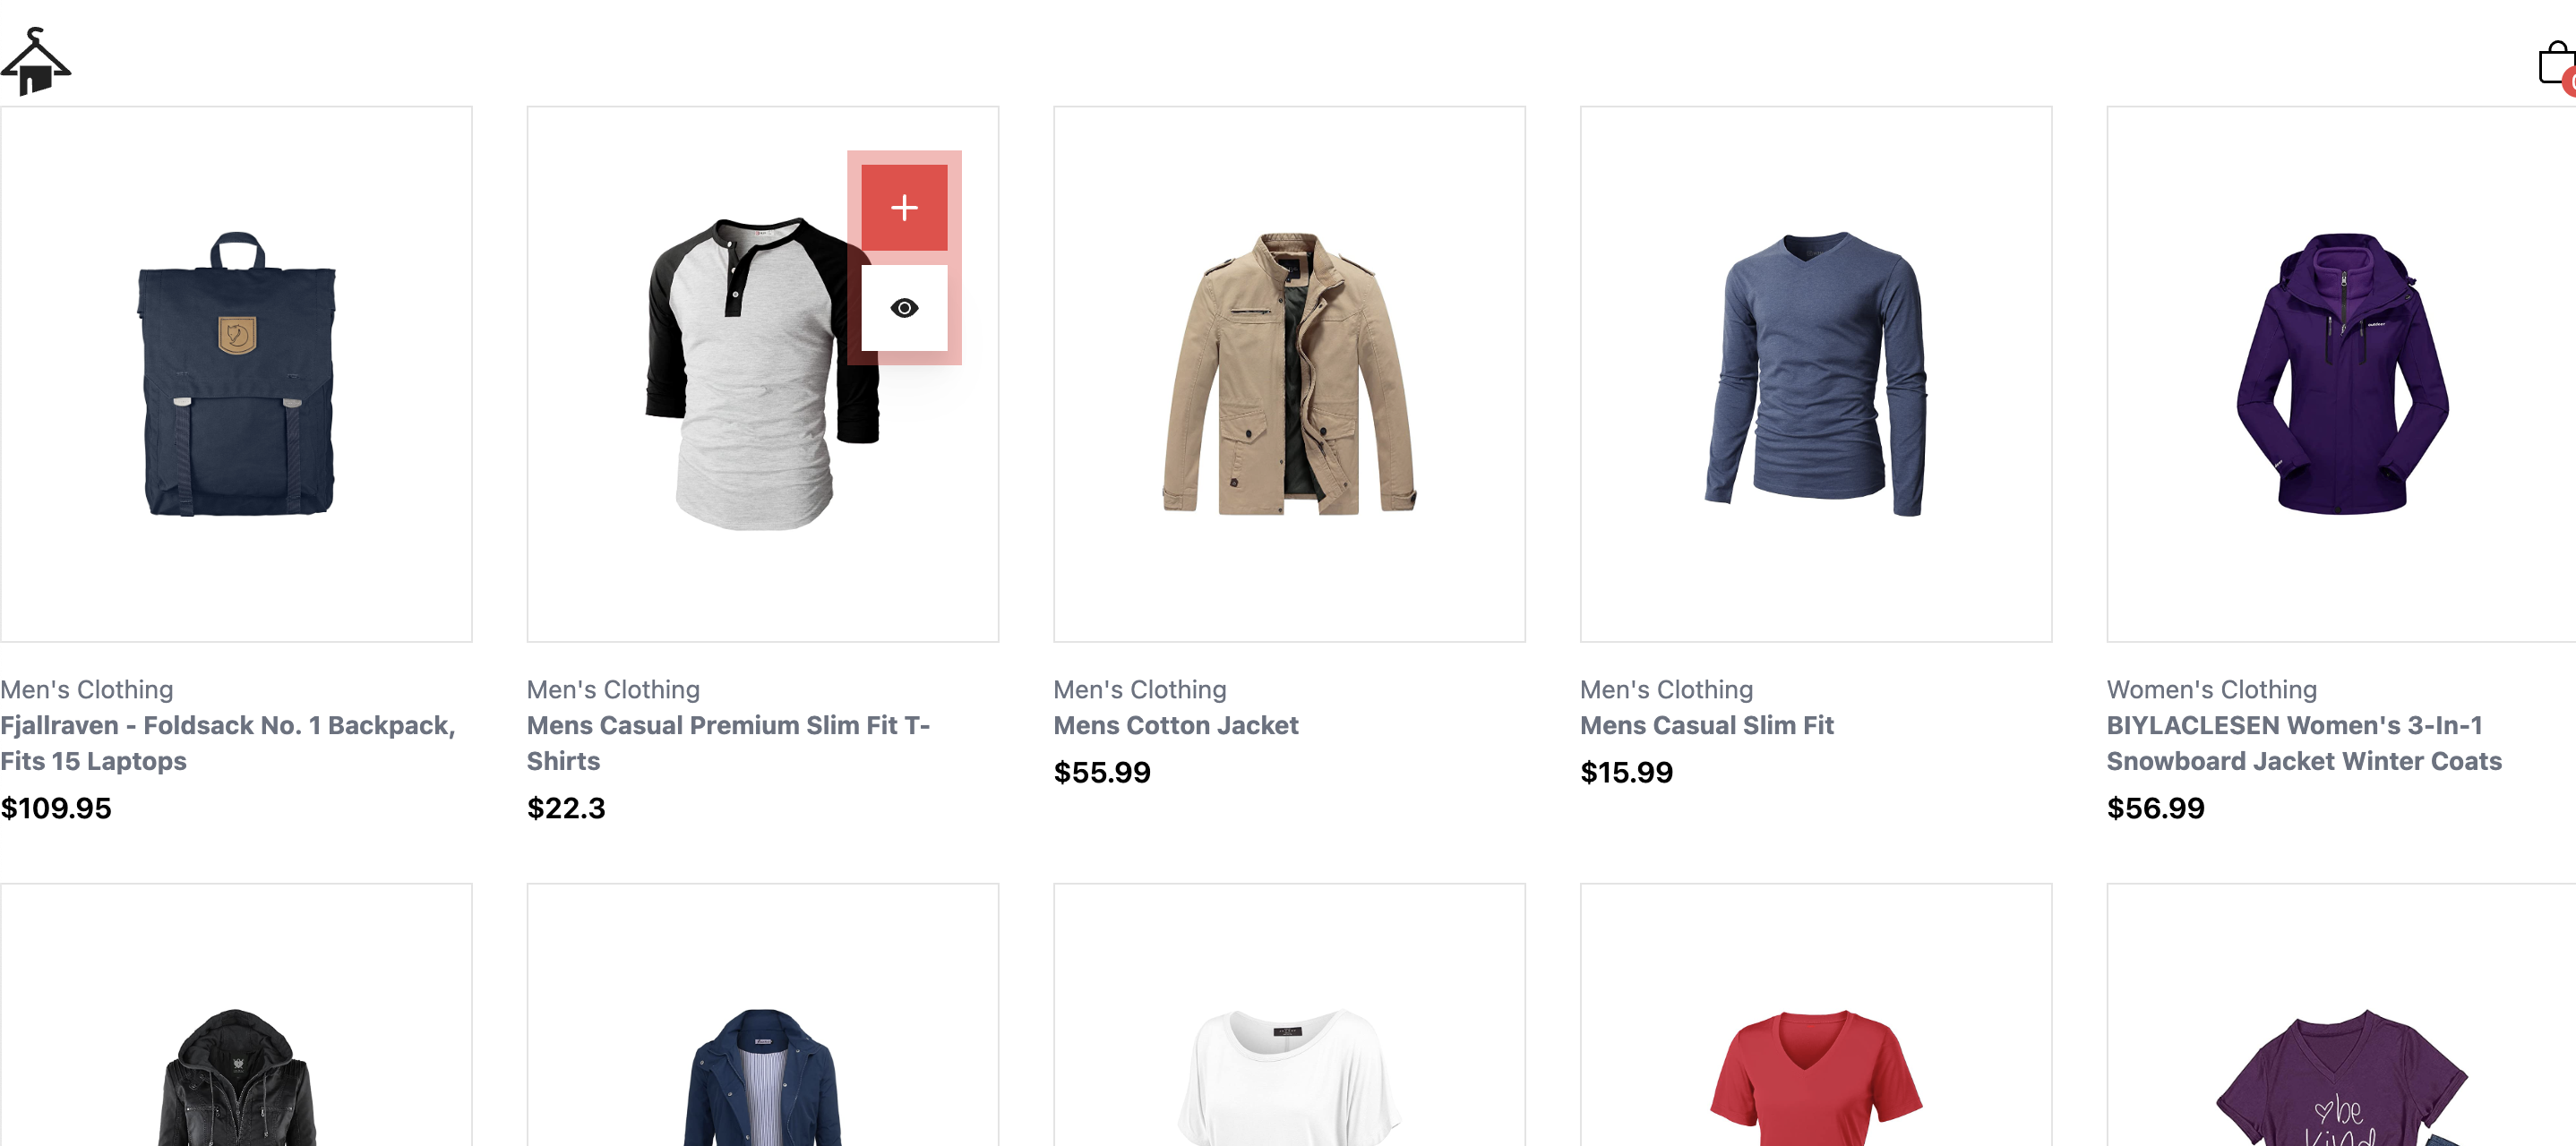 Men's Clothing
Fjallraven - Foldsack No. 1 Backpack,
Fits 15 Laptops
$109.95
Men's Clothing
Mens Casual Premium Slim Fit T-
Shirts
$22.3
Men's Clothing
Mens Cotton Jacket
$55.99
Men's Clothing
Mens Casual Slim Fit
$15.99
Women's Clothing
BIYLACLESEN Women's 3-In-1
Snowboard Jacket Winter Coats
$56.99
be